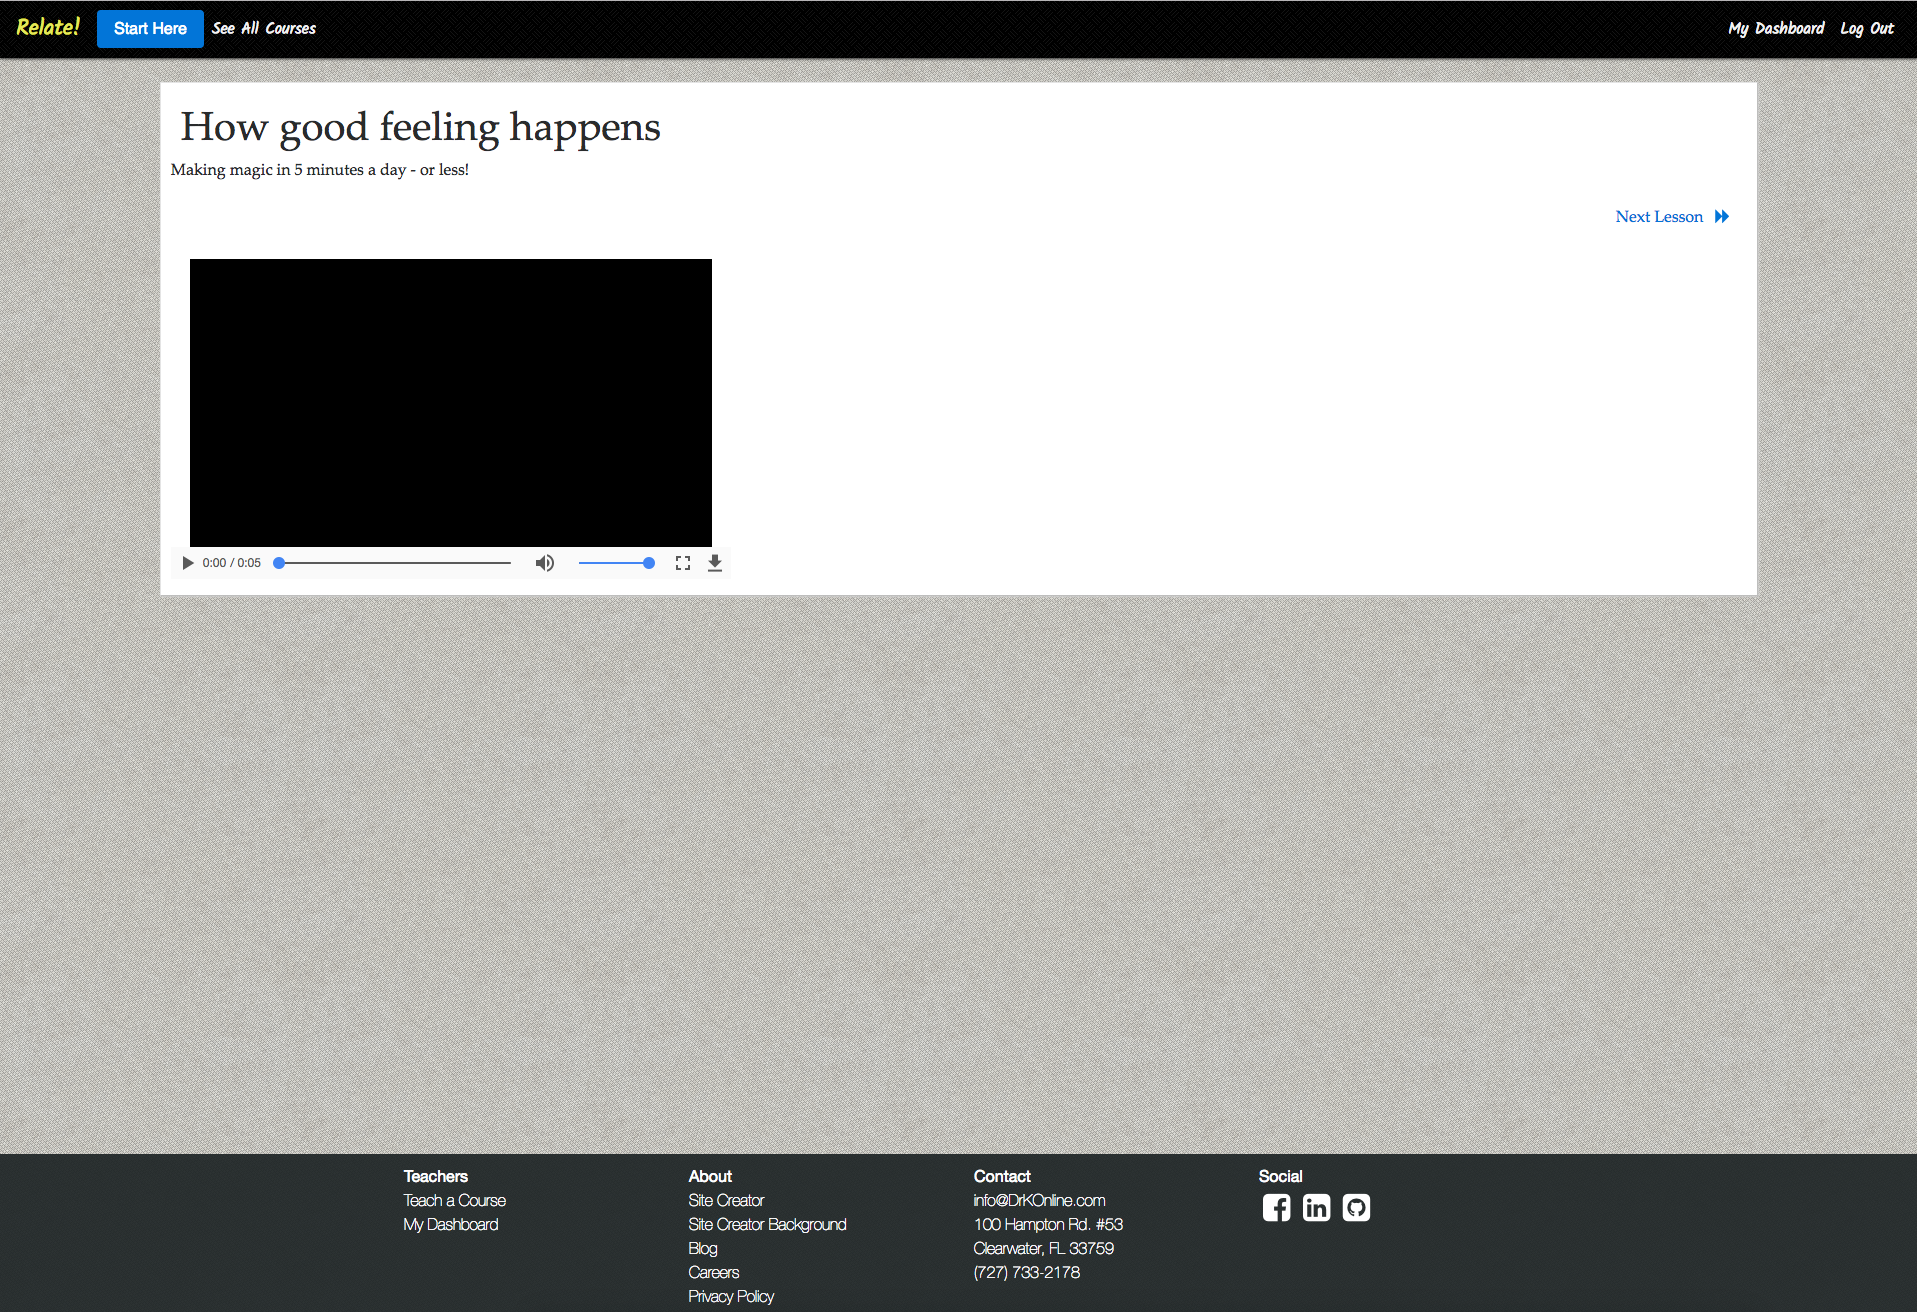 Relate!
Start Here
See All Courses
My Dashboard
Log Out
How good feeling happens
Making magic in 5 minutes a day - or less!
Next Lesson
0:00 / 0:05
Teachers
Teach a Course
My Dashboard
About
Site Creator
Site Creator Background
Blog
Careers
Privacy Policy
Contact
info@DrKOnline.com
100 Hampton Rd. #53
Clearwater, FL 33759
(727) 733-2178
Social